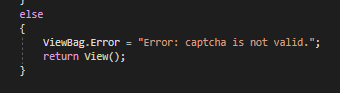 }
else
{
ViewBag.Error = "Error: captcha is not valid.";
return View();
}